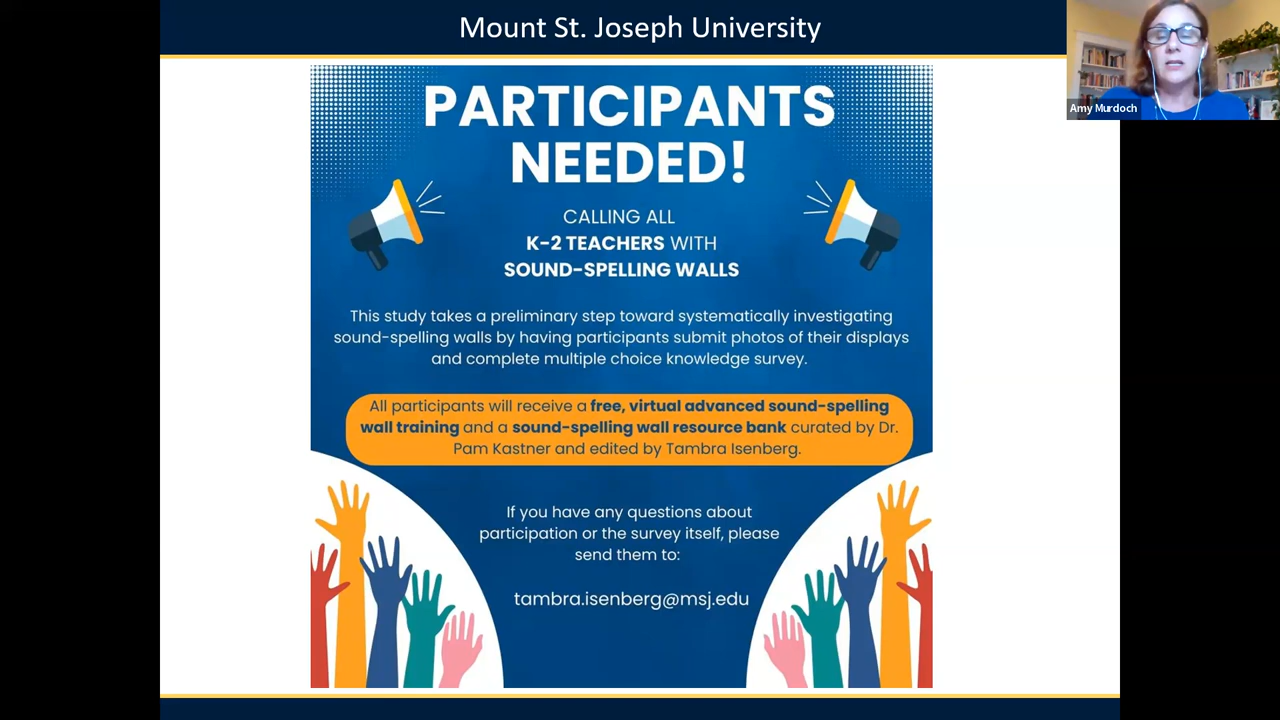 Mount St. Joseph University
Amy Murdoch
PARTICIPANTS
NEEDED!
CALLING ALL
K-2 TEACHERS WITH
SOUND-SPELLING WALLS
This study takes a preliminary step toward systematically investigating
sound-spelling walls by having participants submit photos of their displays
and complete multiple choice knowledge survey.
All participants will receive a free, virtual advanced sound-spelling
wall training and a sound-spelling wall resource bank curated by Dr.
Pam Kastner and edited by Tambra Isenberg.
If you have any questions about
participation or the survey itself, please
send them to:
tambra.isenberg@msj.edu